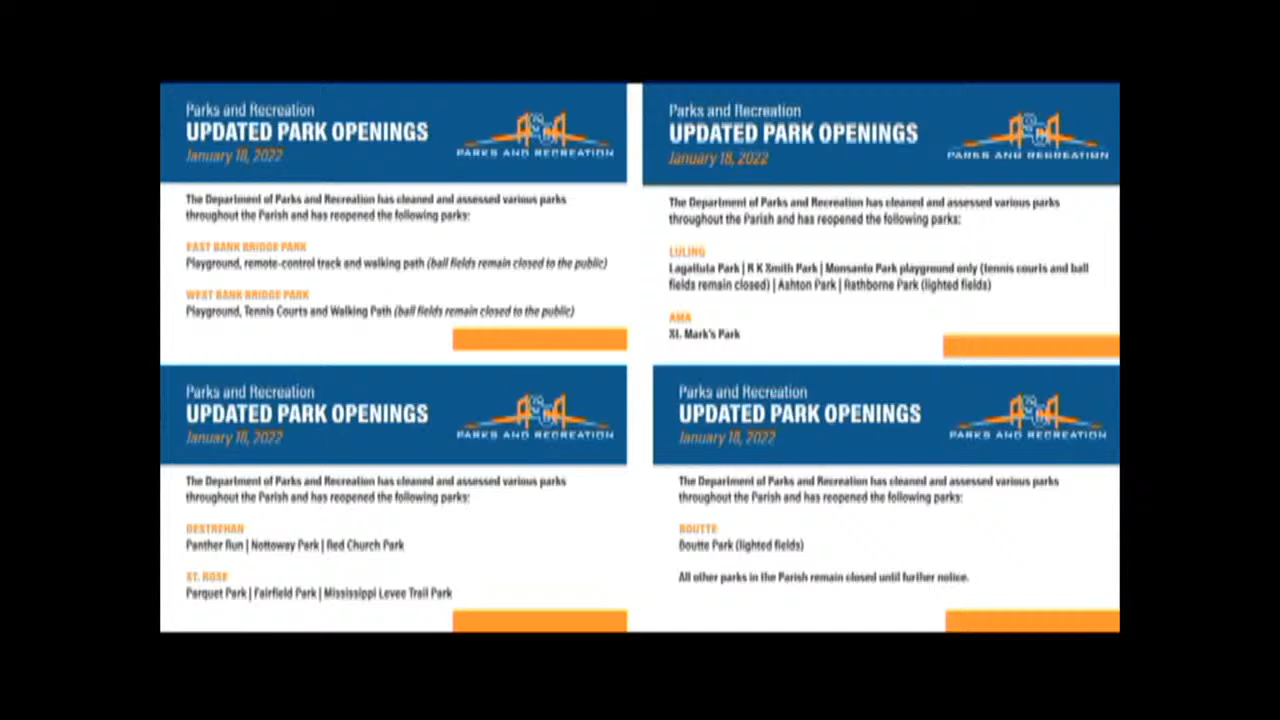 Parks and Recreation
UPDATED PARK OPENINGS
January 18, 2022
PARKS AND RECREATION
The Department of Parks and Recreation has cleaned and assessed various parks
throughout the Parish and has reopened the following parks:
EAST BANK BRIDGE PARK
Playground, remote-control track and walking path (ball fields remain closed to the public)
WEST BANK BRIDGE PARK
Playground, Tennis Courts and Walking Path (ball fields remain closed to the public)
Parks and Recreation
UPDATED PARK OPENINGS
January 18, 2022
PARKS AND RECREATION
The Department of Parks and Recreation has cleaned and assessed various parks
throughout the Parish and has reopened the following parks:
LULING
Lagattuta Park | R K Smith Park | Monsanto Park playground only (tennis courts and ball
fields remain closed) | Ashton Park | Rathborne Park (lighted fields)
AMA
St. Mark's Park
Parks and Recreation
UPDATED PARK OPENINGS
January 18, 2022
PARKS AND RECREATION
The Department of Parks and Recreation has cleaned and assessed various parks
throughout the Parish and has reopened the following parks:
DESTREHAN
Panther Run | Nottoway Park | Red Church Park
ST. ROSE
Parquet Park | Fairfield Park | Mississippi Levee Trail Park
Parks and Recreation
UPDATED PARK OPENINGS
January 18, 2022
PARKS AND RECREATION
The Department of Parks and Recreation has cleaned and assessed various parks
throughout the Parish and has reopened the following parks:
BOUTTE
Boutte Park (lighted fields)
All other parks in the Parish remain closed until further notice.